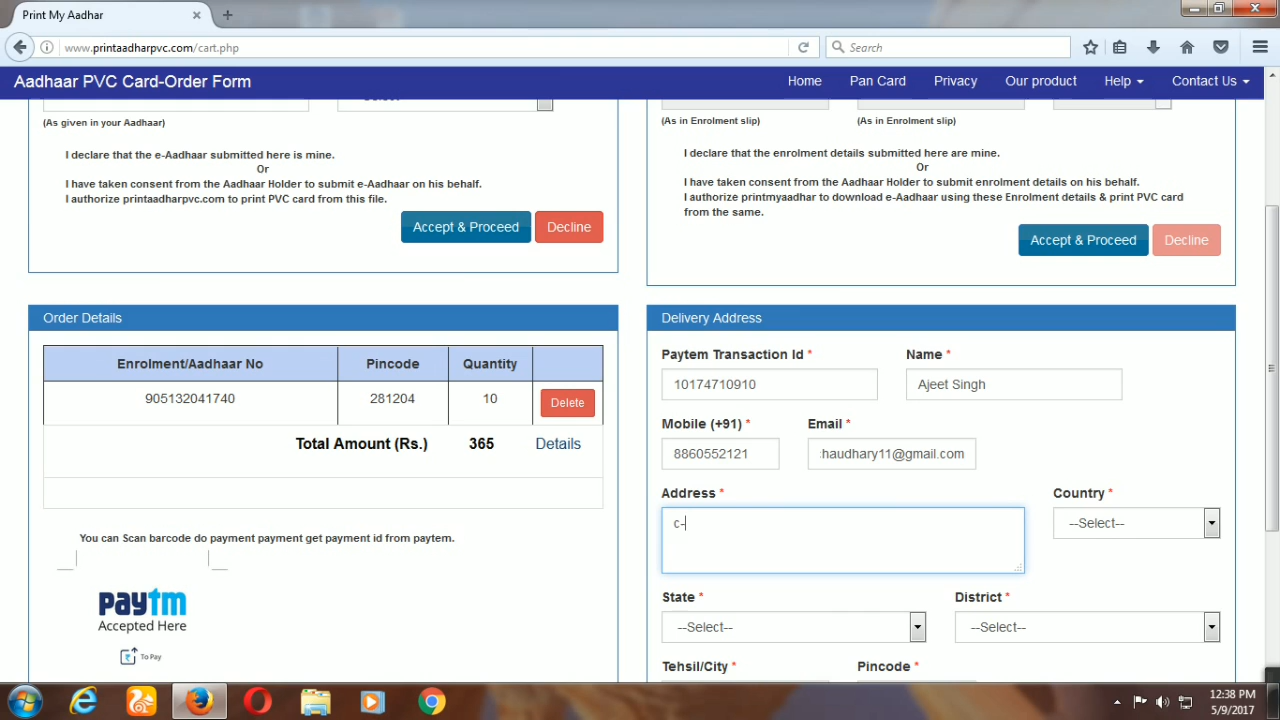 Print My Aadhar
www.printaadharpvc.com/cart.php
Search
Aadhaar PVC Card-Order Form
Home
Pan Card
Privacy
Our product
Help
Contact Us
(As given in your Aadhaar)
I declare that the e-Aadhaar submitted here is mine.
Or
I have taken consent from the Aadhaar Holder to submit e-Aadhaar on his behalf.
I authorize printaadharpvc.com to print PVC card from this file.
Accept & Proceed
Decline
(As in Enrolment slip)
(As in Enrolment slip)
I declare that the enrolment details submitted here are mine.
Or
I have taken consent from the Aadhaar Holder to submit enrolment details on his behalf.
I authorize printmyaadhar to download e-Aadhaar using these Enrolment details & print PVC card
from the same.
Accept & Proceed
Decline
Order Details
Enrolment/Aadhaar No
Pincode
Quantity
905132041740
281204
10
Delete
Total Amount (Rs.)
365
Details
You can Scan barcode do payment payment get payment id from paytem.
paytm
Accepted Here
To Pay
Delivery Address
Paytem Transaction Id *
Name *
10174710910
Ajeet Singh
Mobile (+91) *
Email *
8860552121
haudhary11@gmail.com
Address *
Country *
c-
--Select--
State *
District *
--Select--
--Select--
Tehsil/City *
Pincode *
12:38 PM
5/9/2017